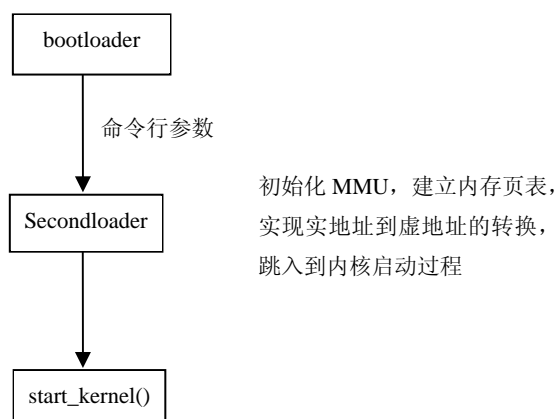 bootloader
命令行参数
初始化 MMU，建立内存页表，
Secondloader
实现实地址到虚地址的转换，
跳入到内核启动过程
start_kernel()